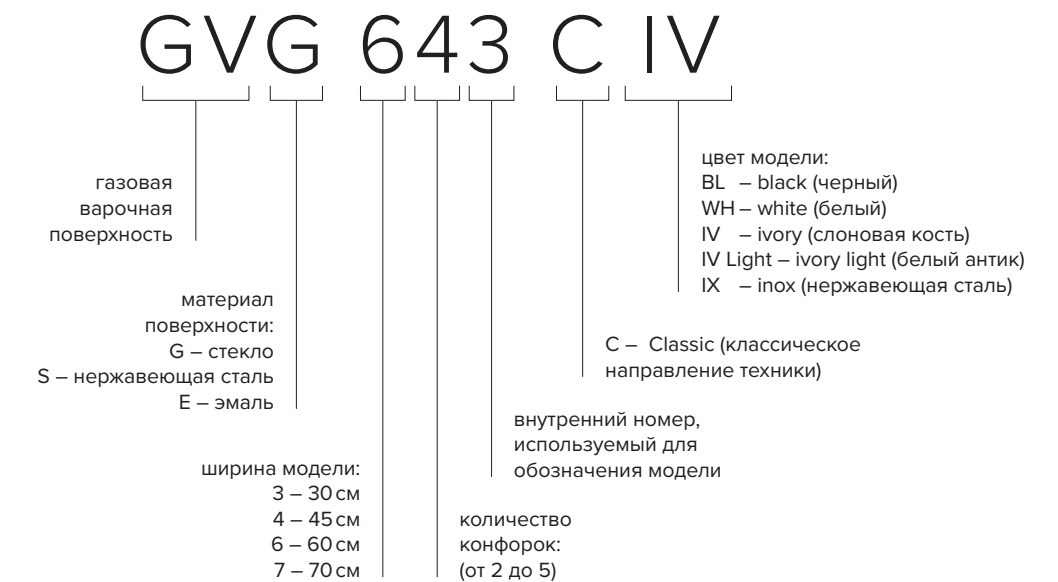 GVG 643 C IV
газовая
варочная
поверхность
материал
поверхности:
G – стекло
S – нержавеющая сталь
E – эмаль
ширина модели:
3 – 30 см
4 – 45 см
6 – 60 см
7 – 70 см
количество
конфорок:
(от 2 до 5)
внутренний номер,
используемый для
обозначения модели
C – Classic (классическое
направление техники)
цвет модели:
BL – black (черный)
WH – white (белый)
IV – ivory (слоновая кость)
IV Light – ivory light (белый антик)
IX – inox (нержавеющая сталь)